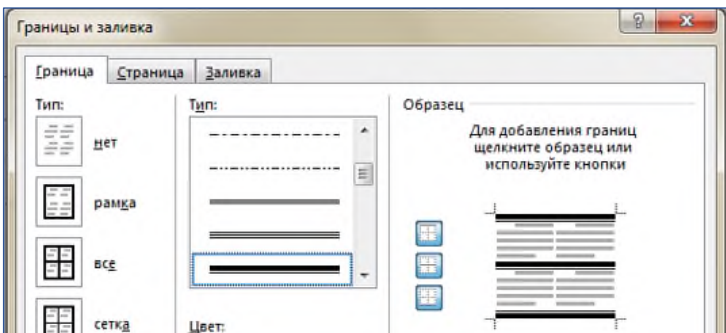 Границы и заливка
Граница Страница Заливка
Тип:
нет
рамка
все
сетка
Тип:
Цвет:
Образец
Для добавления границ
щелкните образец или
используйте кнопки